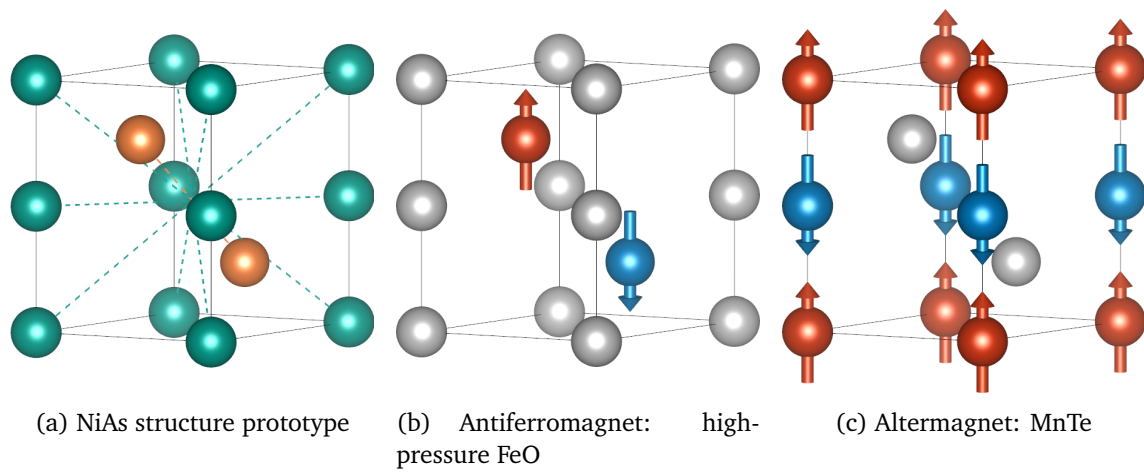 (a) NiAs structure prototype
(b) Antiferromagnet: high-
pressure FeO
(c) Altermagnet: MnTe